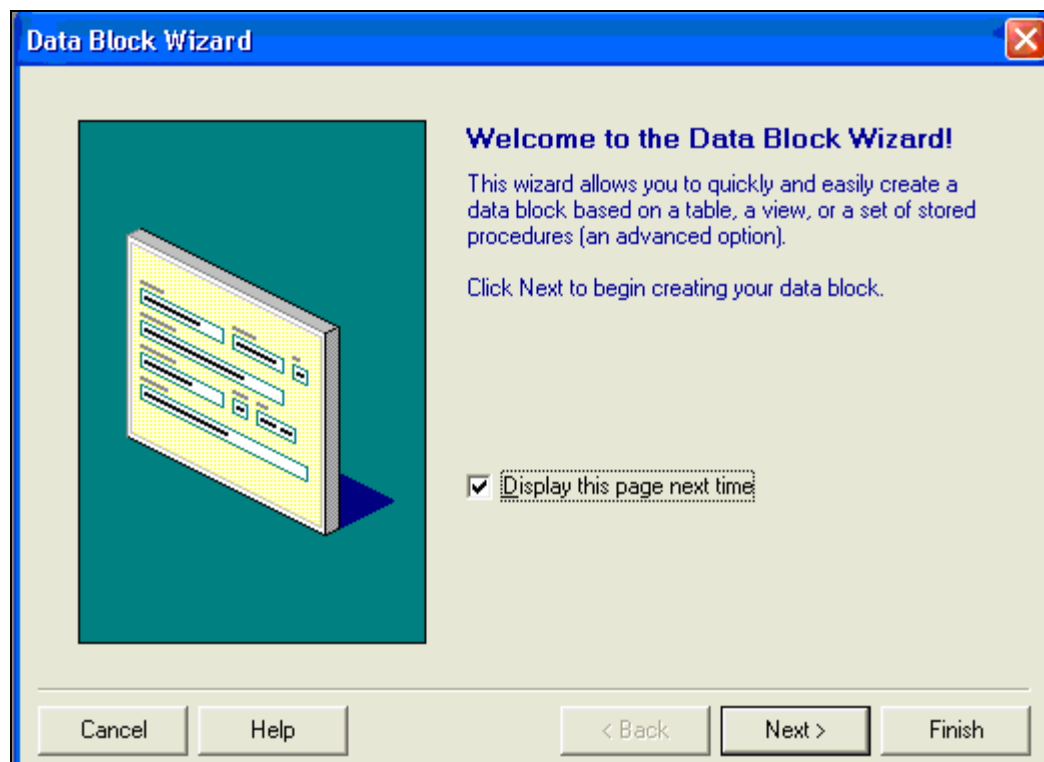 Data Block Wizard
Welcome to the Data Block Wizard!
This wizard allows you to quickly and easily create a
data block based on a table, a view, or a set of stored
procedures (an advanced option).
Click Next to begin creating your data block.
Display this page next time
Cancel
Help
< Back
Next >
Finish